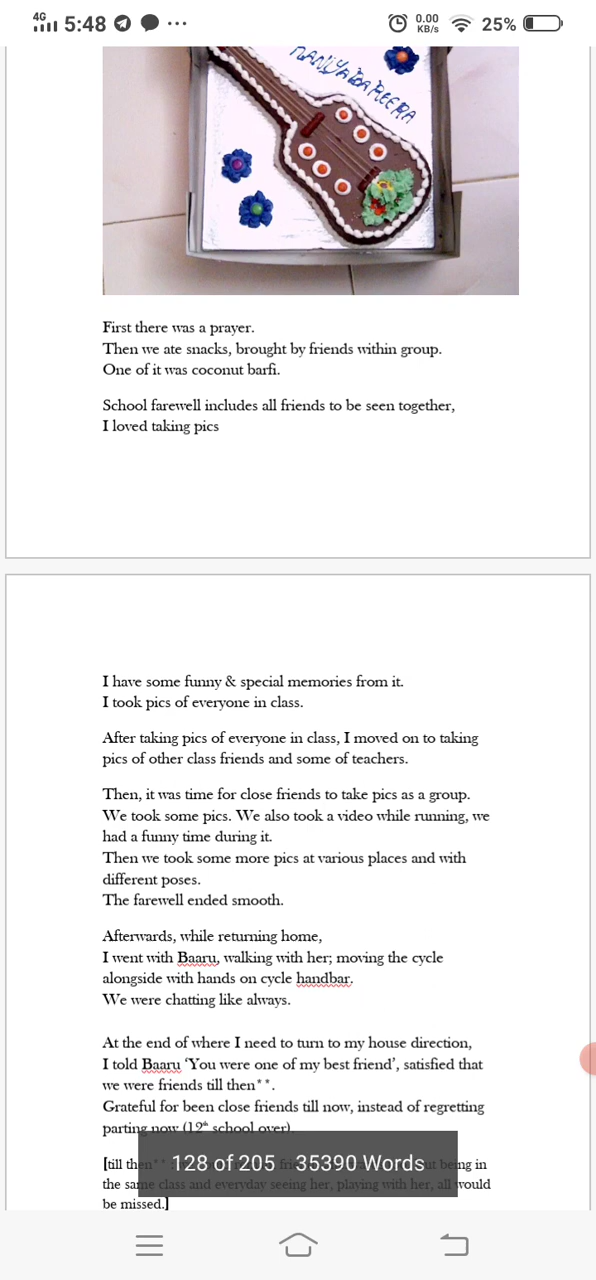 4G 5:48 ... 0.00 KB/s 25%
First there was a prayer.
Then we ate snacks, brought by friends within group.
One of it was coconut barfi.
School farewell includes all friends to be seen together,
I loved taking pics
I have some funny & special memories from it.
I took pics of everyone in class.
After taking pics of everyone in class, I moved on to taking
pics of other class friends and some of teachers.
Then, it was time for close friends to take pics as a group.
We took some pics. We also took a video while running, we
had a funny time during it.
Then we took some more pics at various places and with
different poses.
The farewell ended smooth.
Afterwards, while returning home,
I went with Baaru, walking with her; moving the cycle
alongside with hands on cycle handbar.
We were chatting like always.
At the end of where I need to turn to my house direction,
I told Baaru ‘You were one of my best friend’, satisfied that
we were friends till then**.
Grateful for been close friends till now, instead of regretting
parting now (12th school over)
[till then** being in
128 of 205 - 35390 Words
the same class and everyday seeing her, playing with her, all would
be missed.]